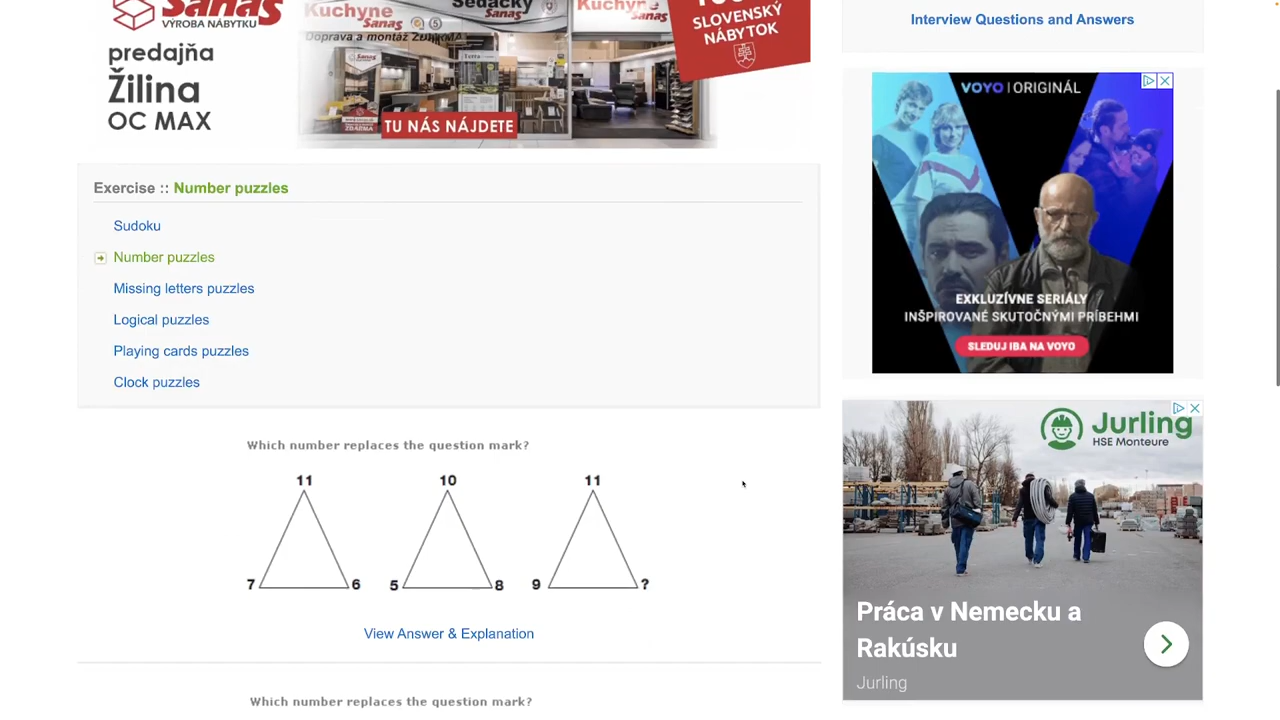 Sanas
VÝROBA NÁBYTKU
predajňa
Žilina
OC MAX
Kuchyne
Sanas
Sedačky
Sanas
Sanas
Doprava a montáž
TU NÁS NÁJDETE
SLOVENSKÝ
NÁBYTOK
Interview Questions and Answers
VOYO | ORIGINÁL
EXKLUZÍVNE SERIÁLY
INŠPIROVANÉ SKUTOČNÝMI PRÍBEHMI
SLEDUJ IBA NA VOYO
Exercise :: Number puzzles
Sudoku
Number puzzles
Missing letters puzzles
Logical puzzles
Playing cards puzzles
Clock puzzles
Which number replaces the question mark?
11 10 11
7 6 5 8 9 ?
View Answer & Explanation
Which number replaces the question mark?
Jurling
HSE Monteure
Práca v Nemecku a
Rakúsku
Jurling